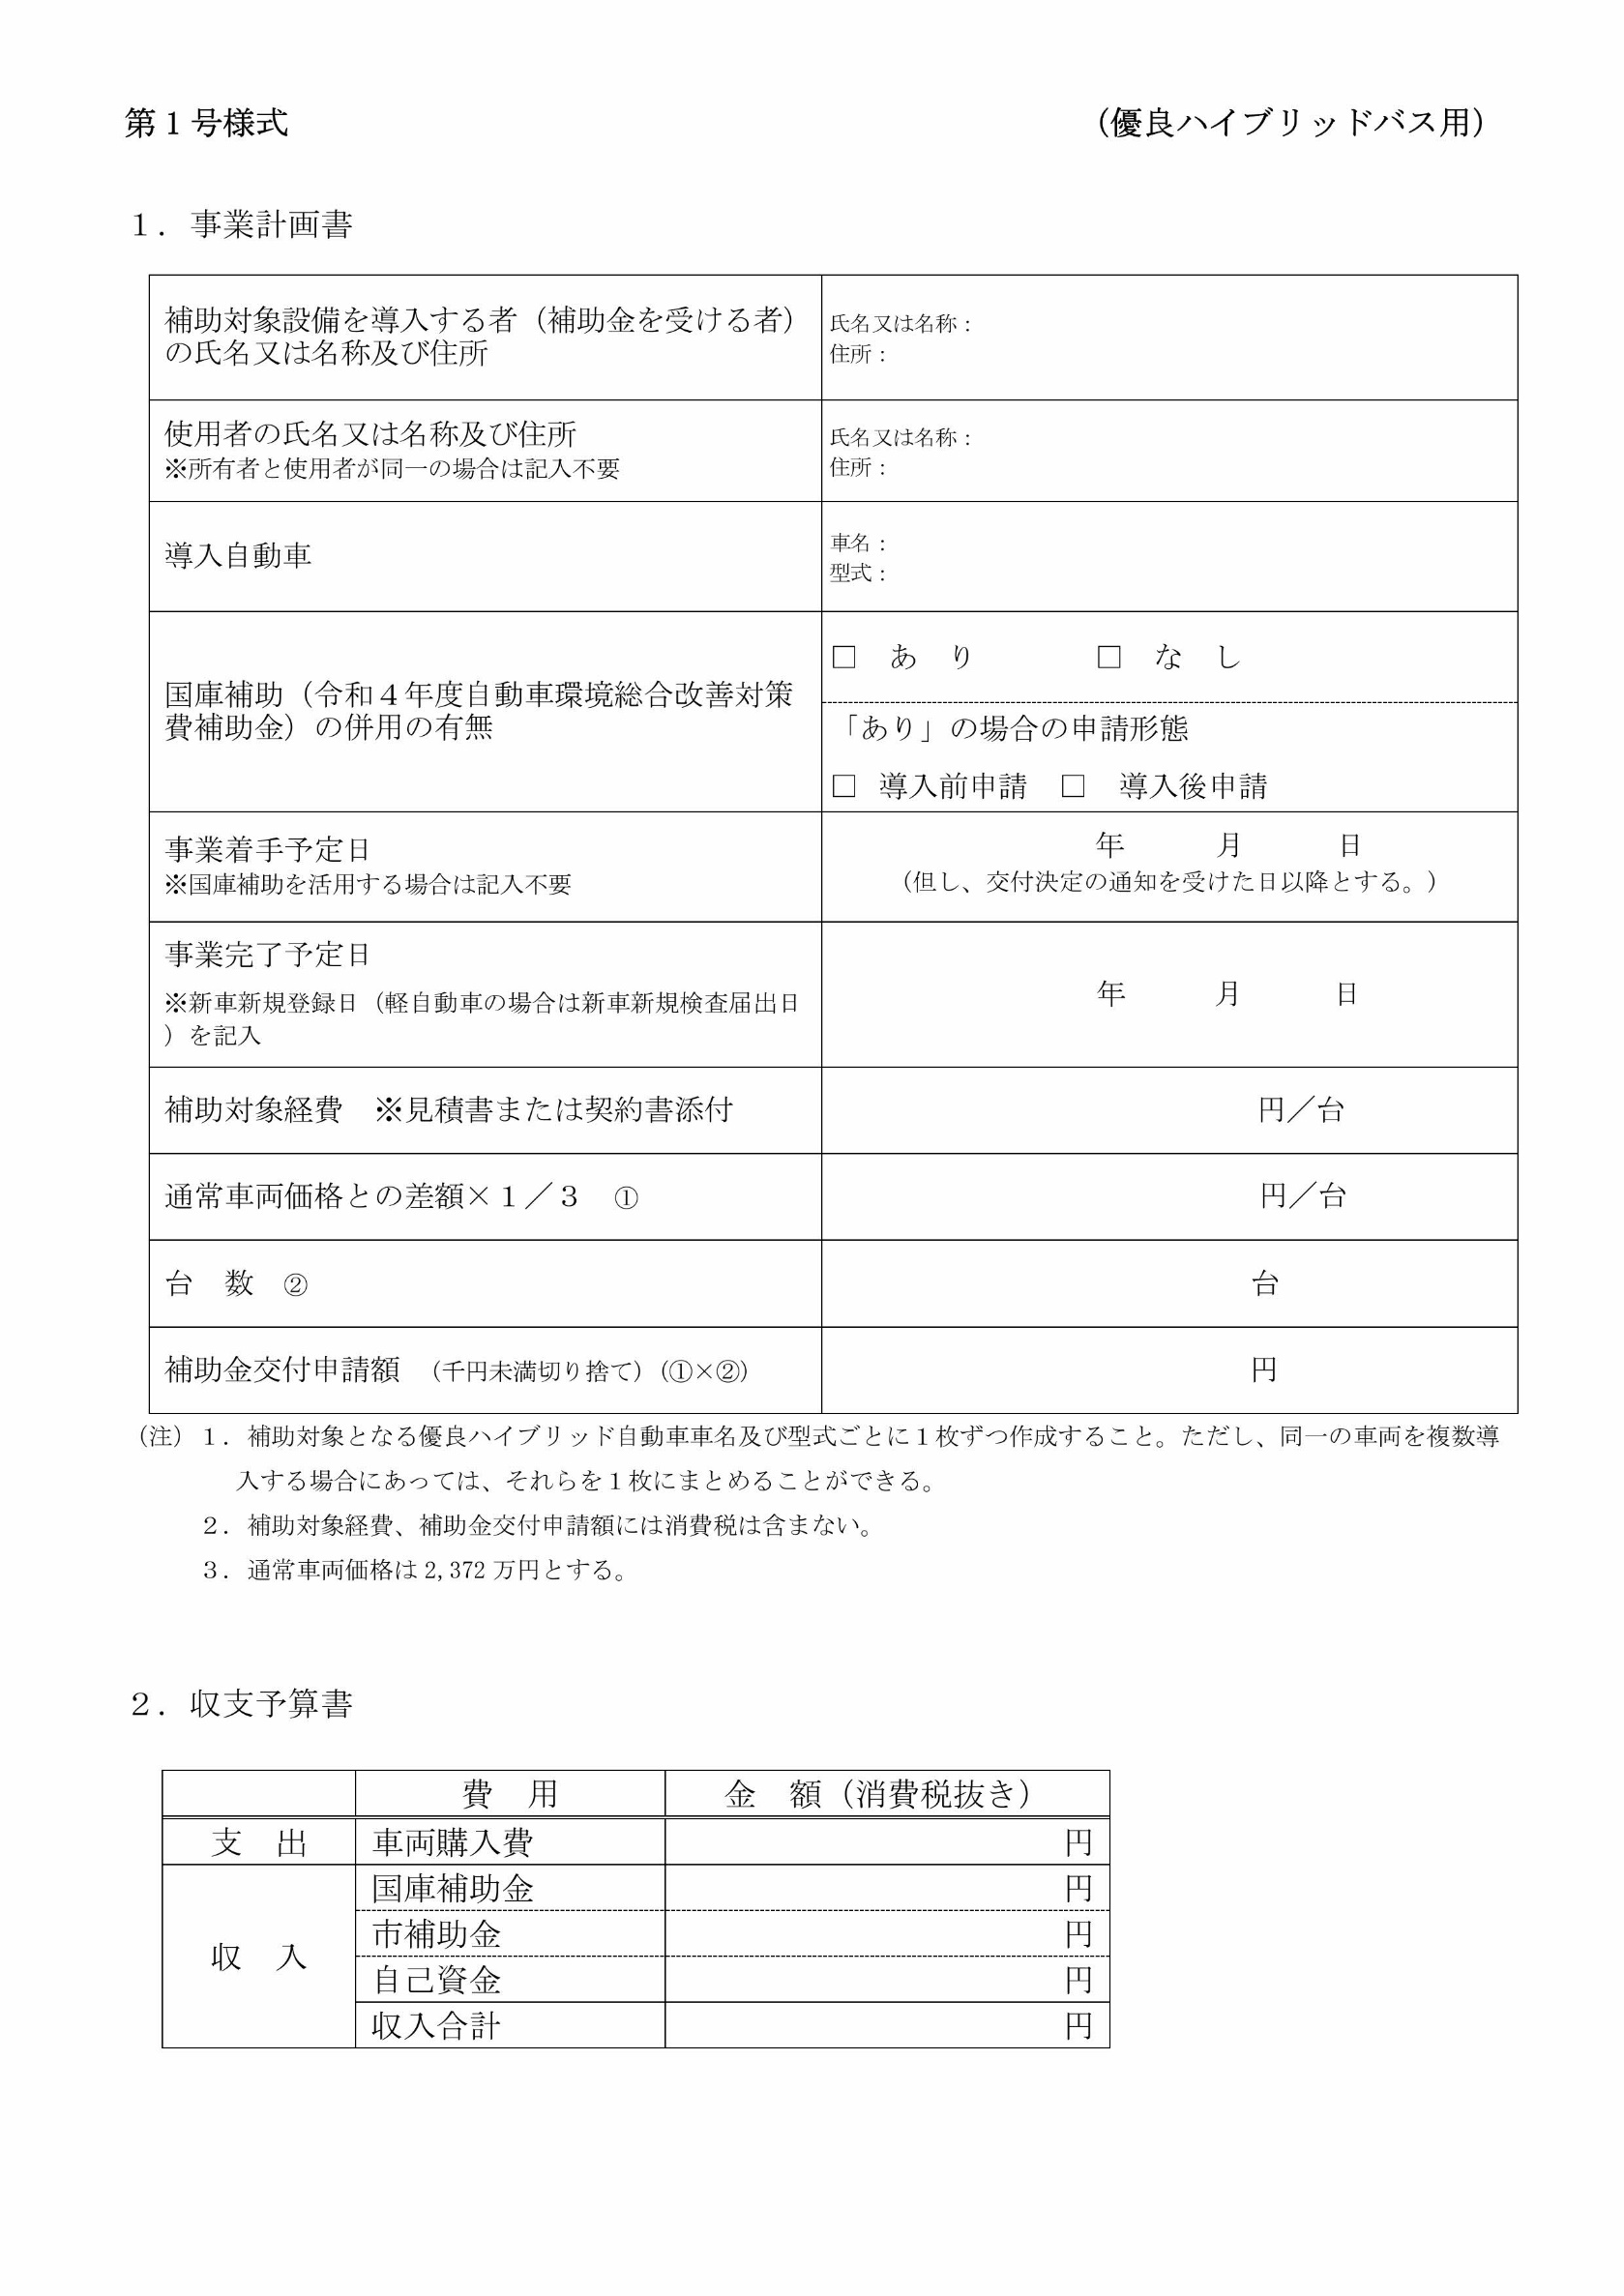 第１号様式　（優良ハイブリッドバス用）
１．事業計画書
補助対象設備を導入する者（補助金を受ける者）
の氏名又は名称及び住所
氏名又は名称：
住所：
使用者の氏名又は名称及び住所
※所有者と使用者が同一の場合は記入不要
氏名又は名称：
住所：
導入自動車
車名：
型式：
国庫補助（令和４年度自動車環境総合改善対策
費補助金）の併用の有無
□　あ　り　　　　□　な　し
「あり」の場合の申請形態
□ 導入前申請　□　導入後申請
事業着手予定日
※国庫補助を活用する場合は記入不要
年　　　月　　　日
（但し、交付決定の通知を受けた日以降とする。）
事業完了予定日
※新車新規登録日（軽自動車の場合は新車新規検査届出日
）を記入
年　　　月　　　日
補助対象経費　※見積書または契約書添付
円／台
通常車両価格との差額×１／３　①
円／台
台　数　②
台
補助金交付申請額　（千円未満切り捨て）（①×②）
円
（注）１．補助対象となる優良ハイブリッド自動車車名及び型式ごとに１枚ずつ作成すること。ただし、同一の車両を複数導
入する場合にあっては、それらを１枚にまとめることができる。
２．補助対象経費、補助金交付申請額には消費税は含まない。
３．通常車両価格は 2,372 万円とする。
２．収支予算書
費　用　金　額（消費税抜き）
支　出　車両購入費　円
収　入
国庫補助金　円
市補助金　円
自己資金　円
収入合計　円